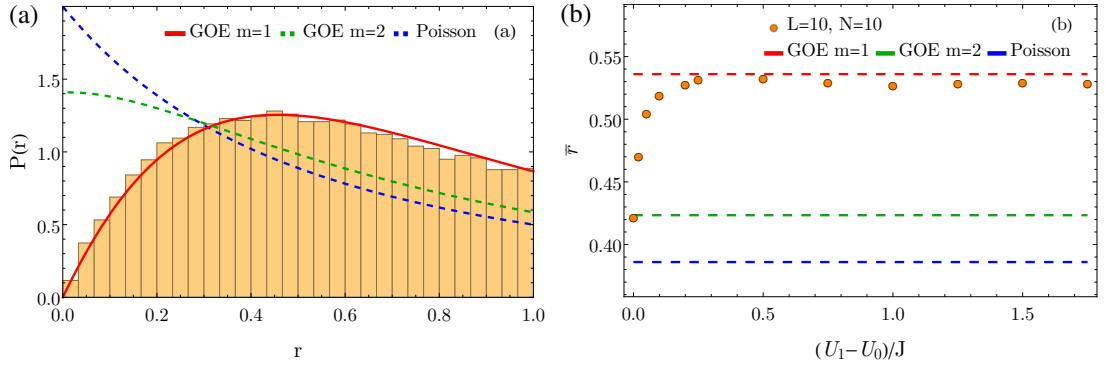 (a)
GOE m=1 GOE m=2 Poisson (a)
P(r)
1.5
1.0
0.5
0.0
0.0 0.2 0.4 0.6 0.8 1.0
r
(b)
L=10, N=10 (b)
GOE m=1 GOE m=2 Poisson
r̅
0.55
0.50
0.45
0.40
0.0 0.5 1.0 1.5
(U₁−U₀)/J